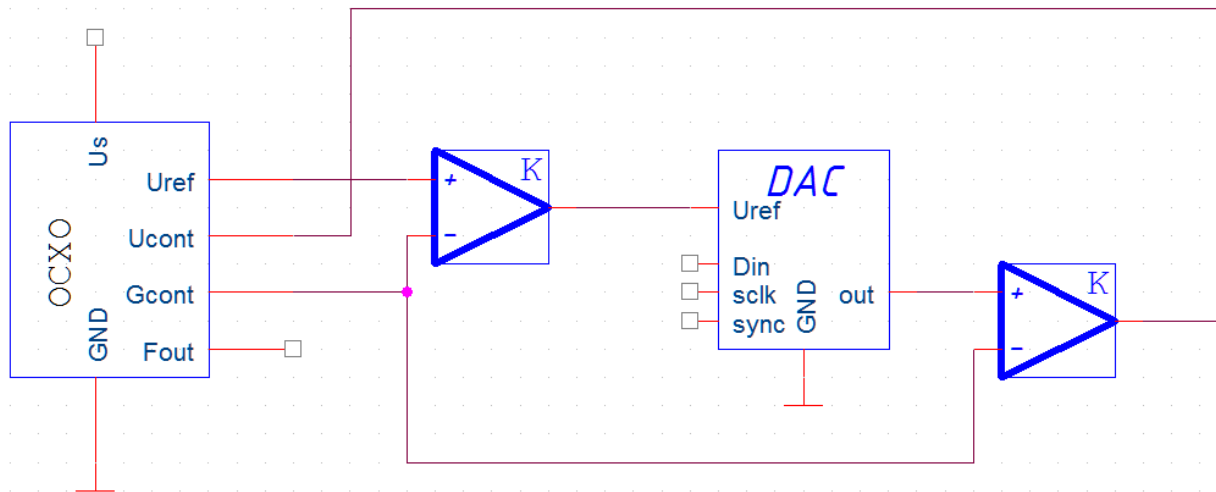 Us
Uref
Ucont
Gcont
Fout
OCXO
GND
+
−
K
DAC
Uref
Din
sclk
sync
GND
out
+
−
K